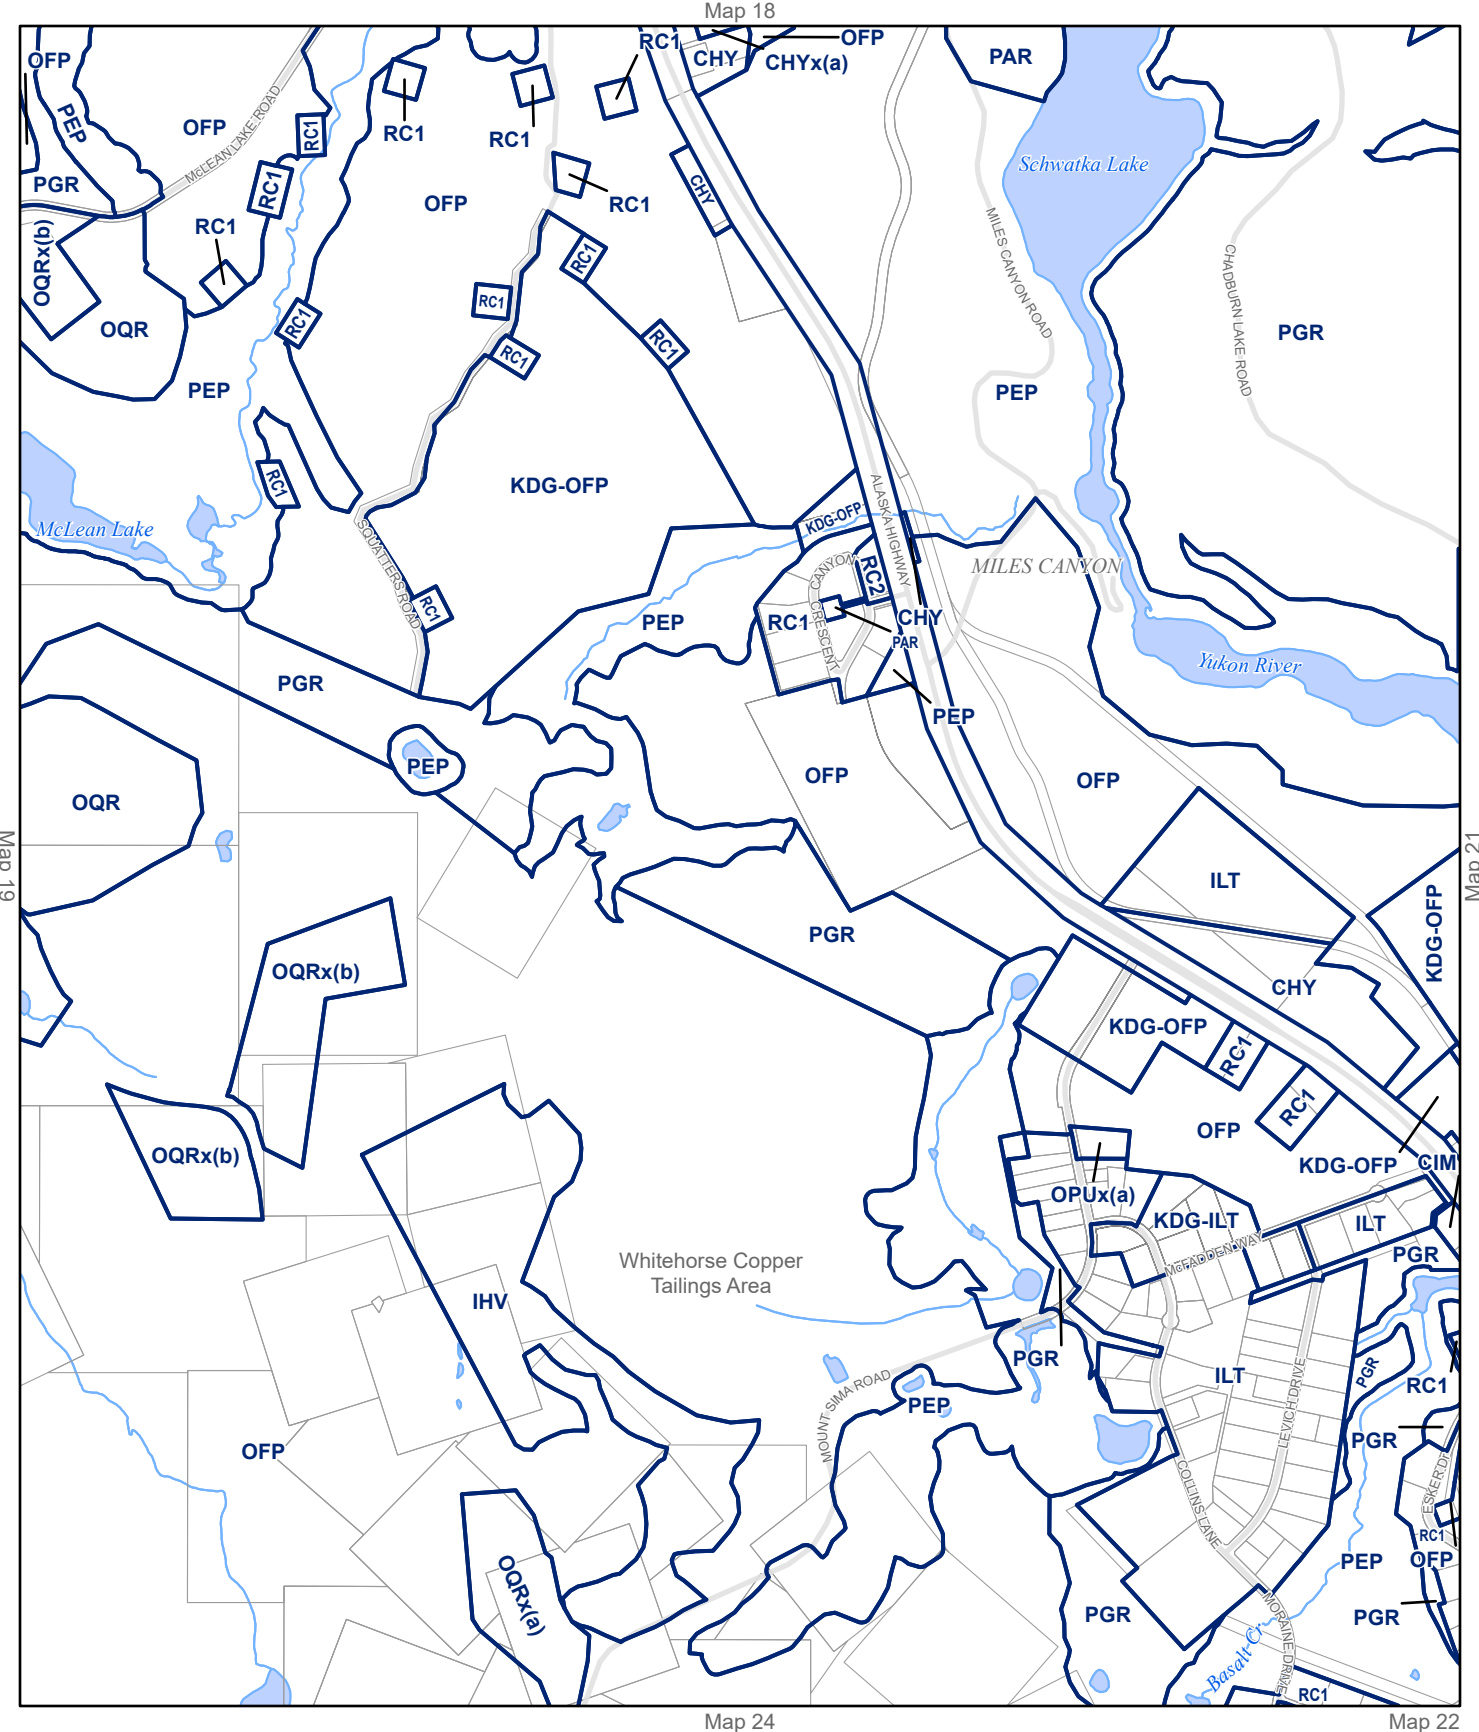 Map 18
OFP
RC1
CHY
CHYx(a)
OFP
PAR
PEP
OFP
McLEAN LAKE ROAD
RC1
RC1
RC1
Schwatka Lake
PGR
RC1
OFP
RC1
CHY
RC1
OQRx(b)
RC1
MILES CANYON ROAD
CHADBURN LAKE ROAD
RC1
OQR
RC1
RC1
RC1
PGR
PEP
PEP
RC1
KDG-OFP
ALASKA HIGHWAY
McLean Lake
KDG-OFP
SQUATTERS ROAD
CANYON
CRESCENT
RC2
MILES CANYON
RC1
PEP
RC1
CHY
PAR
Yukon River
PGR
PEP
PEP
OFP
OFP
OQR
Map 19
Map 21
ILT
KDG-OFP
PGR
OQRx(b)
CHY
KDG-OFP
RC1
RC1
OFP
OQRx(b)
KDG-OFP
CIM
OPUx(a)
KDG-ILT
ILT
McFADDEN WAY
PGR
Whitehorse Copper
Tailings Area
IHV
PGR
ILT
PGR
RC1
MOUNT SIMA ROAD
PEP
LEVICH DRIVE
PGR
OFP
ESKER Dr
COLLINS LANE
RC1
PEP
OFP
OQRx(a)
PGR
PGR
MORAINE DRIVE
Basalt Cr
RC1
Map 24
Map 22